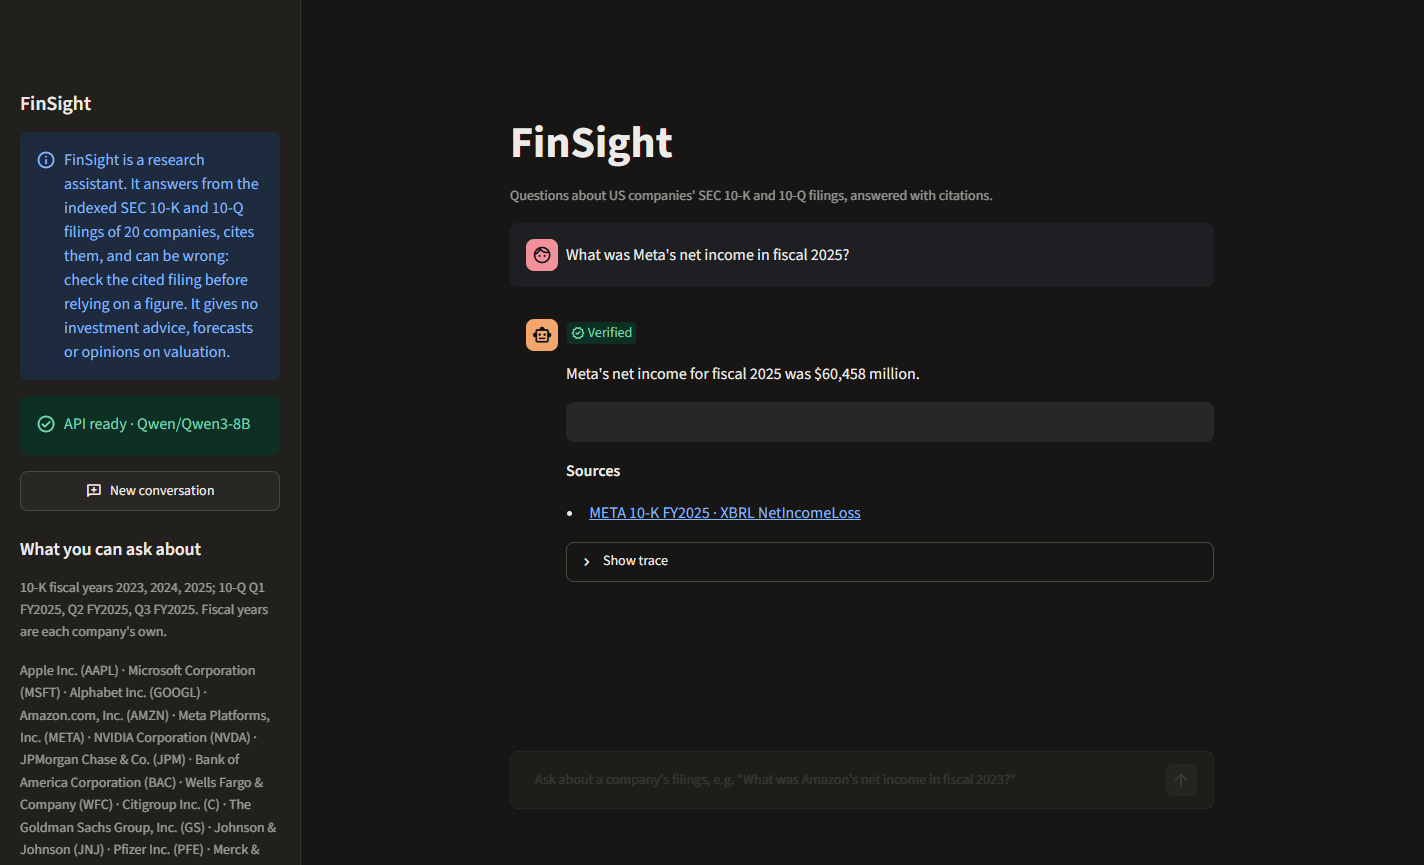 FinSight
FinSight is a research
assistant. It answers from the
indexed SEC 10-K and 10-Q
filings of 20 companies, cites
them, and can be wrong:
check the cited filing before
relying on a figure. It gives no
investment advice, forecasts
or opinions on valuation.
API ready · Qwen/Qwen3-8B
New conversation
What you can ask about
10-K fiscal years 2023, 2024, 2025; 10-Q Q1
FY2025, Q2 FY2025, Q3 FY2025. Fiscal years
are each company's own.
Apple Inc. (AAPL) · Microsoft Corporation
(MSFT) · Alphabet Inc. (GOOGL) ·
Amazon.com, Inc. (AMZN) · Meta Platforms,
Inc. (META) · NVIDIA Corporation (NVDA) ·
JPMorgan Chase & Co. (JPM) · Bank of
America Corporation (BAC) · Wells Fargo &
Company (WFC) · Citigroup Inc. (C) · The
Goldman Sachs Group, Inc. (GS) · Johnson &
Johnson (JNJ) · Pfizer Inc. (PFE) · Merck &
FinSight
Questions about US companies' SEC 10-K and 10-Q filings, answered with citations.
What was Meta's net income in fiscal 2025?
Verified
Meta's net income for fiscal 2025 was $60,458 million.
Sources
META 10-K FY2025 · XBRL NetIncomeLoss
Show trace
Ask about a company's filings, e.g. "What was Amazon's net income in fiscal 2023?"